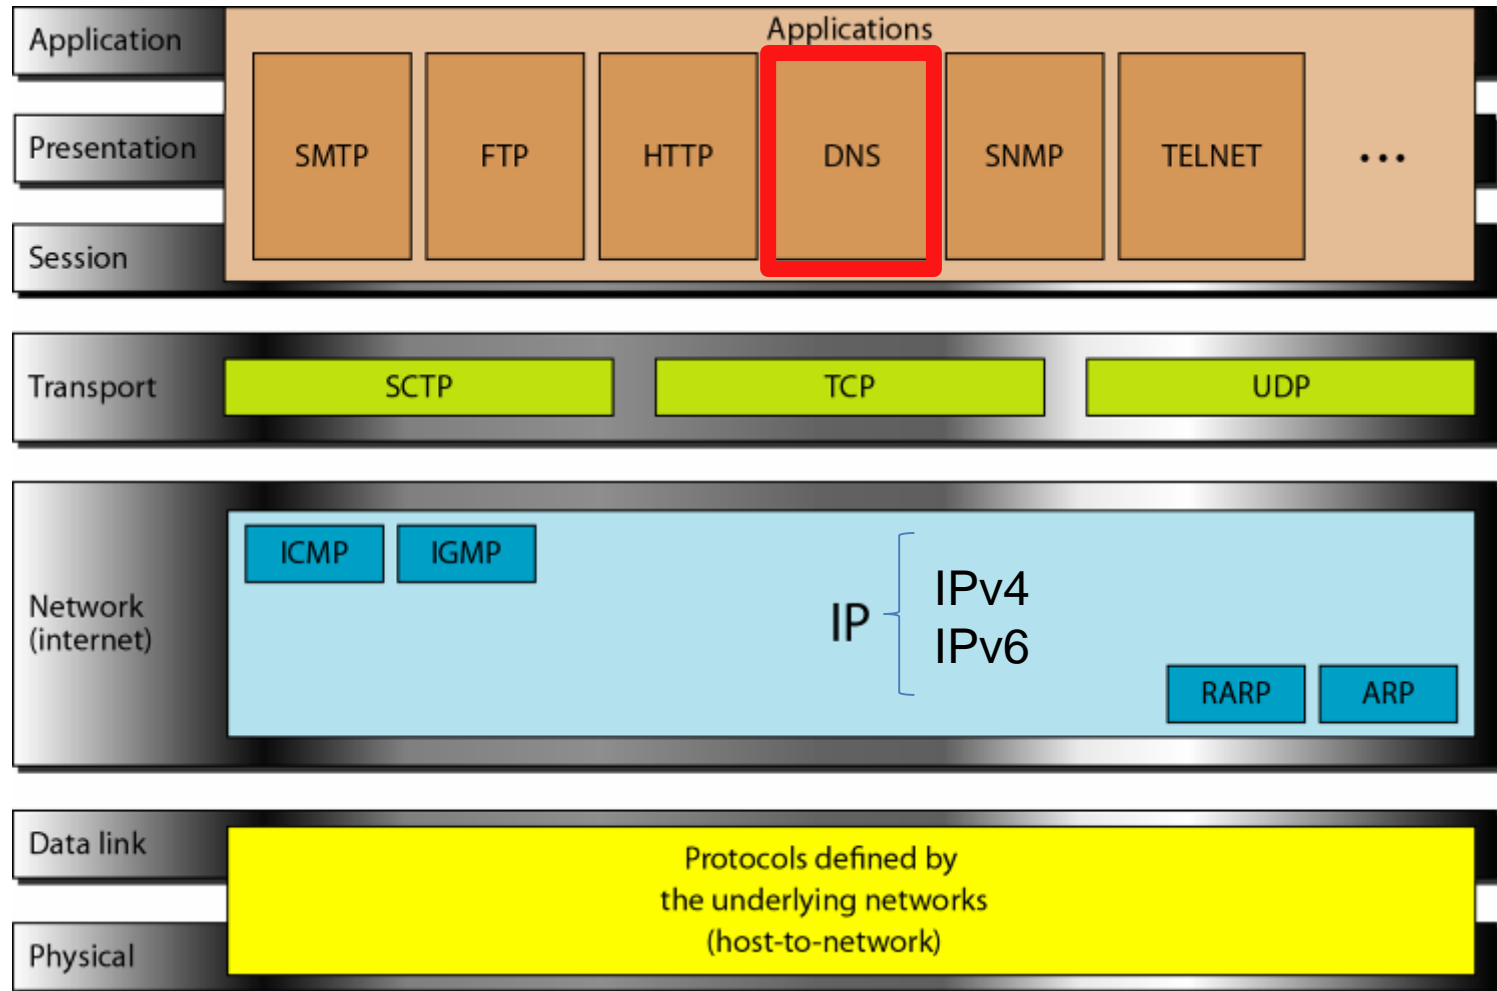 Application
Applications
Presentation
SMTP
FTP
HTTP
DNS
SNMP
TELNET
...
Session
Transport
SCTP
TCP
UDP
Network
(internet)
ICMP
IGMP
IP
IPv4
IPv6
RARP
ARP
Data link
Protocols defined by
the underlying networks
(host-to-network)
Physical